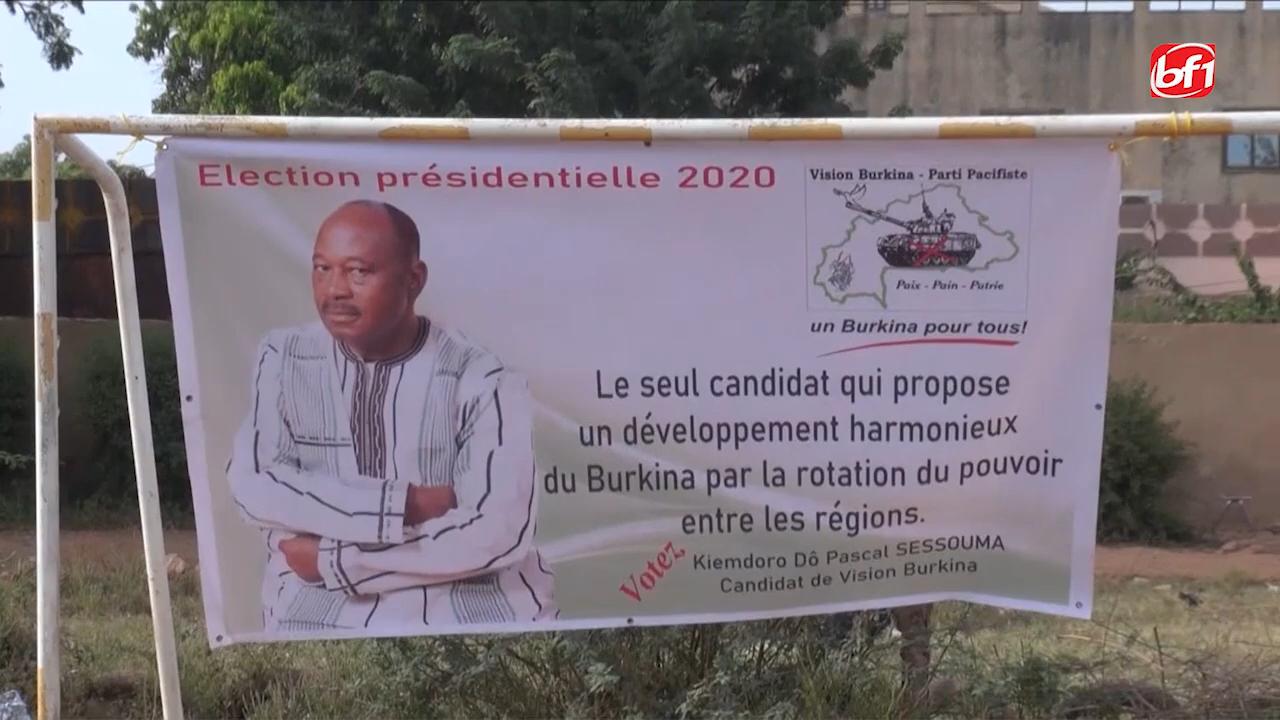 bf1
Election présidentielle 2020
Vision Burkina - Parti Pacifiste
Paix - Pain - Patrie
un Burkina pour tous!
Le seul candidat qui propose
un développement harmonieux
du Burkina par la rotation du pouvoir
entre les régions.
Votez
Kiemdoro Dô Pascal SESSOUMA
Candidat de Vision Burkina